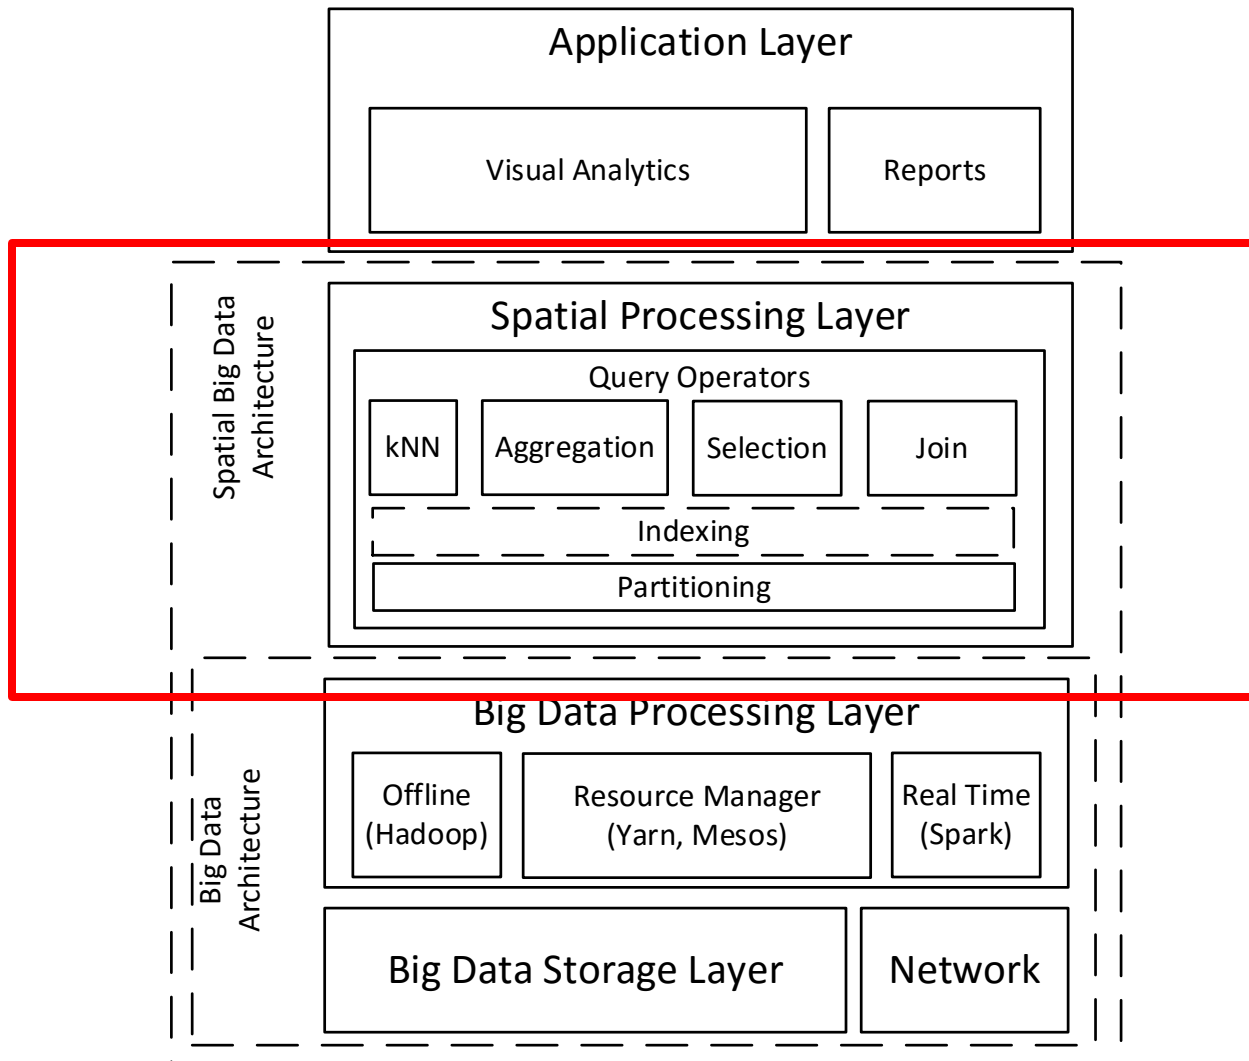 Application Layer
Visual Analytics
Reports
Spatial Big Data
Architecture
Spatial Processing Layer
Query Operators
kNN
Aggregation
Selection
Join
Indexing
Partitioning
Big Data
Architecture
Big Data Processing Layer
Offline
(Hadoop)
Resource Manager
(Yarn, Mesos)
Real Time
(Spark)
Big Data Storage Layer
Network